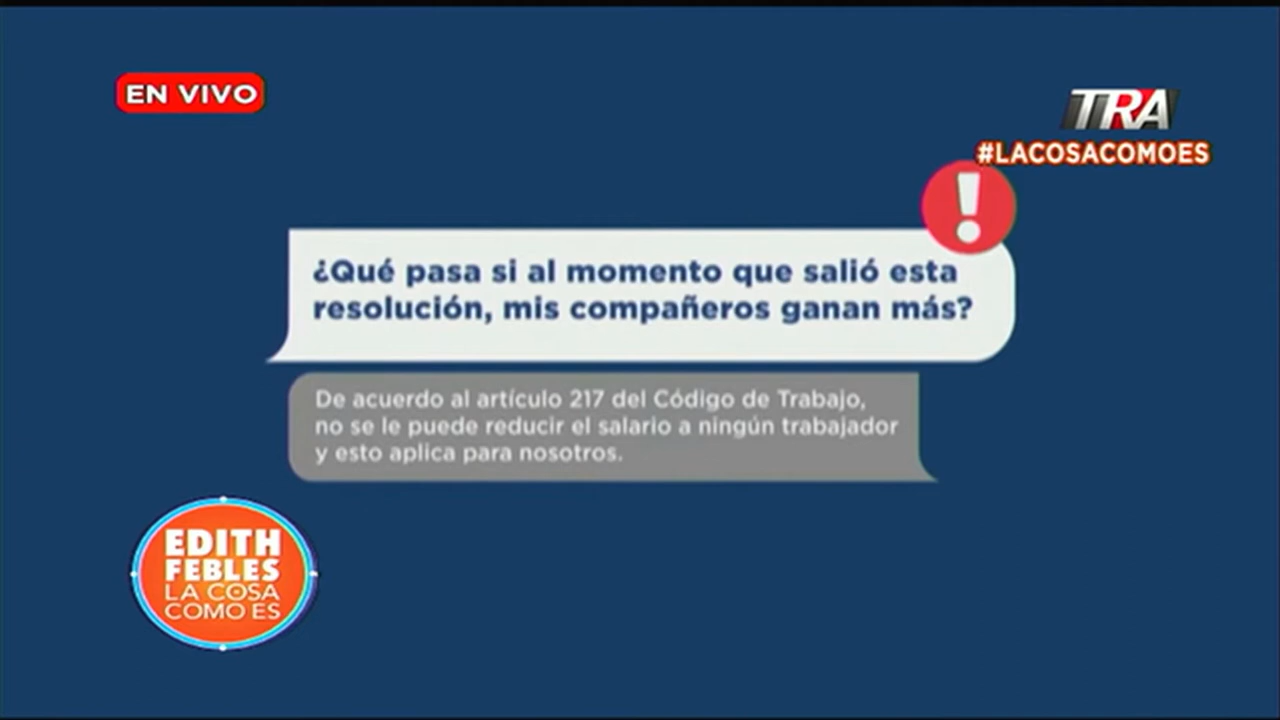 EN VIVO
TRA
#LACOSACOMOES
!
¿Qué pasa si al momento que salió esta
resolución, mis compañeros ganan más?
De acuerdo al artículo 217 del Código de Trabajo,
no se le puede reducir el salario a ningún trabajador
y esto aplica para nosotros.
EDITH
FEBLES
LA COSA
COMO ES